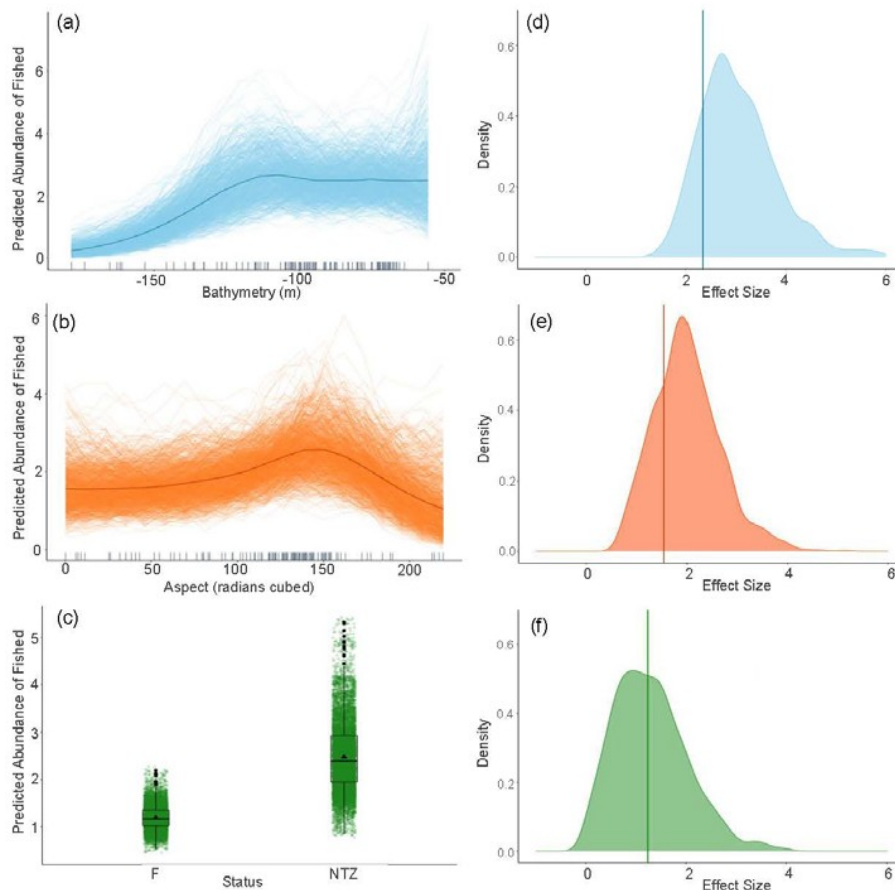 (a)
Predicted Abundance of Fished
6
4
2
0
-150
-100
-50
Bathymetry (m)
(d)
Density
0.6
0.4
0.2
0.0
0
2
4
6
Effect Size
(b)
Predicted Abundance of Fished
6
4
2
0
0
50
100
150
200
Aspect (radians cubed)
(e)
Density
0.6
0.4
0.2
0.0
0
2
4
6
Effect Size
(c)
Predicted Abundance of Fished
5
4
3
2
1
F
NTZ
Status
(f)
Density
0.6
0.4
0.2
0.0
0
2
4
6
Effect Size